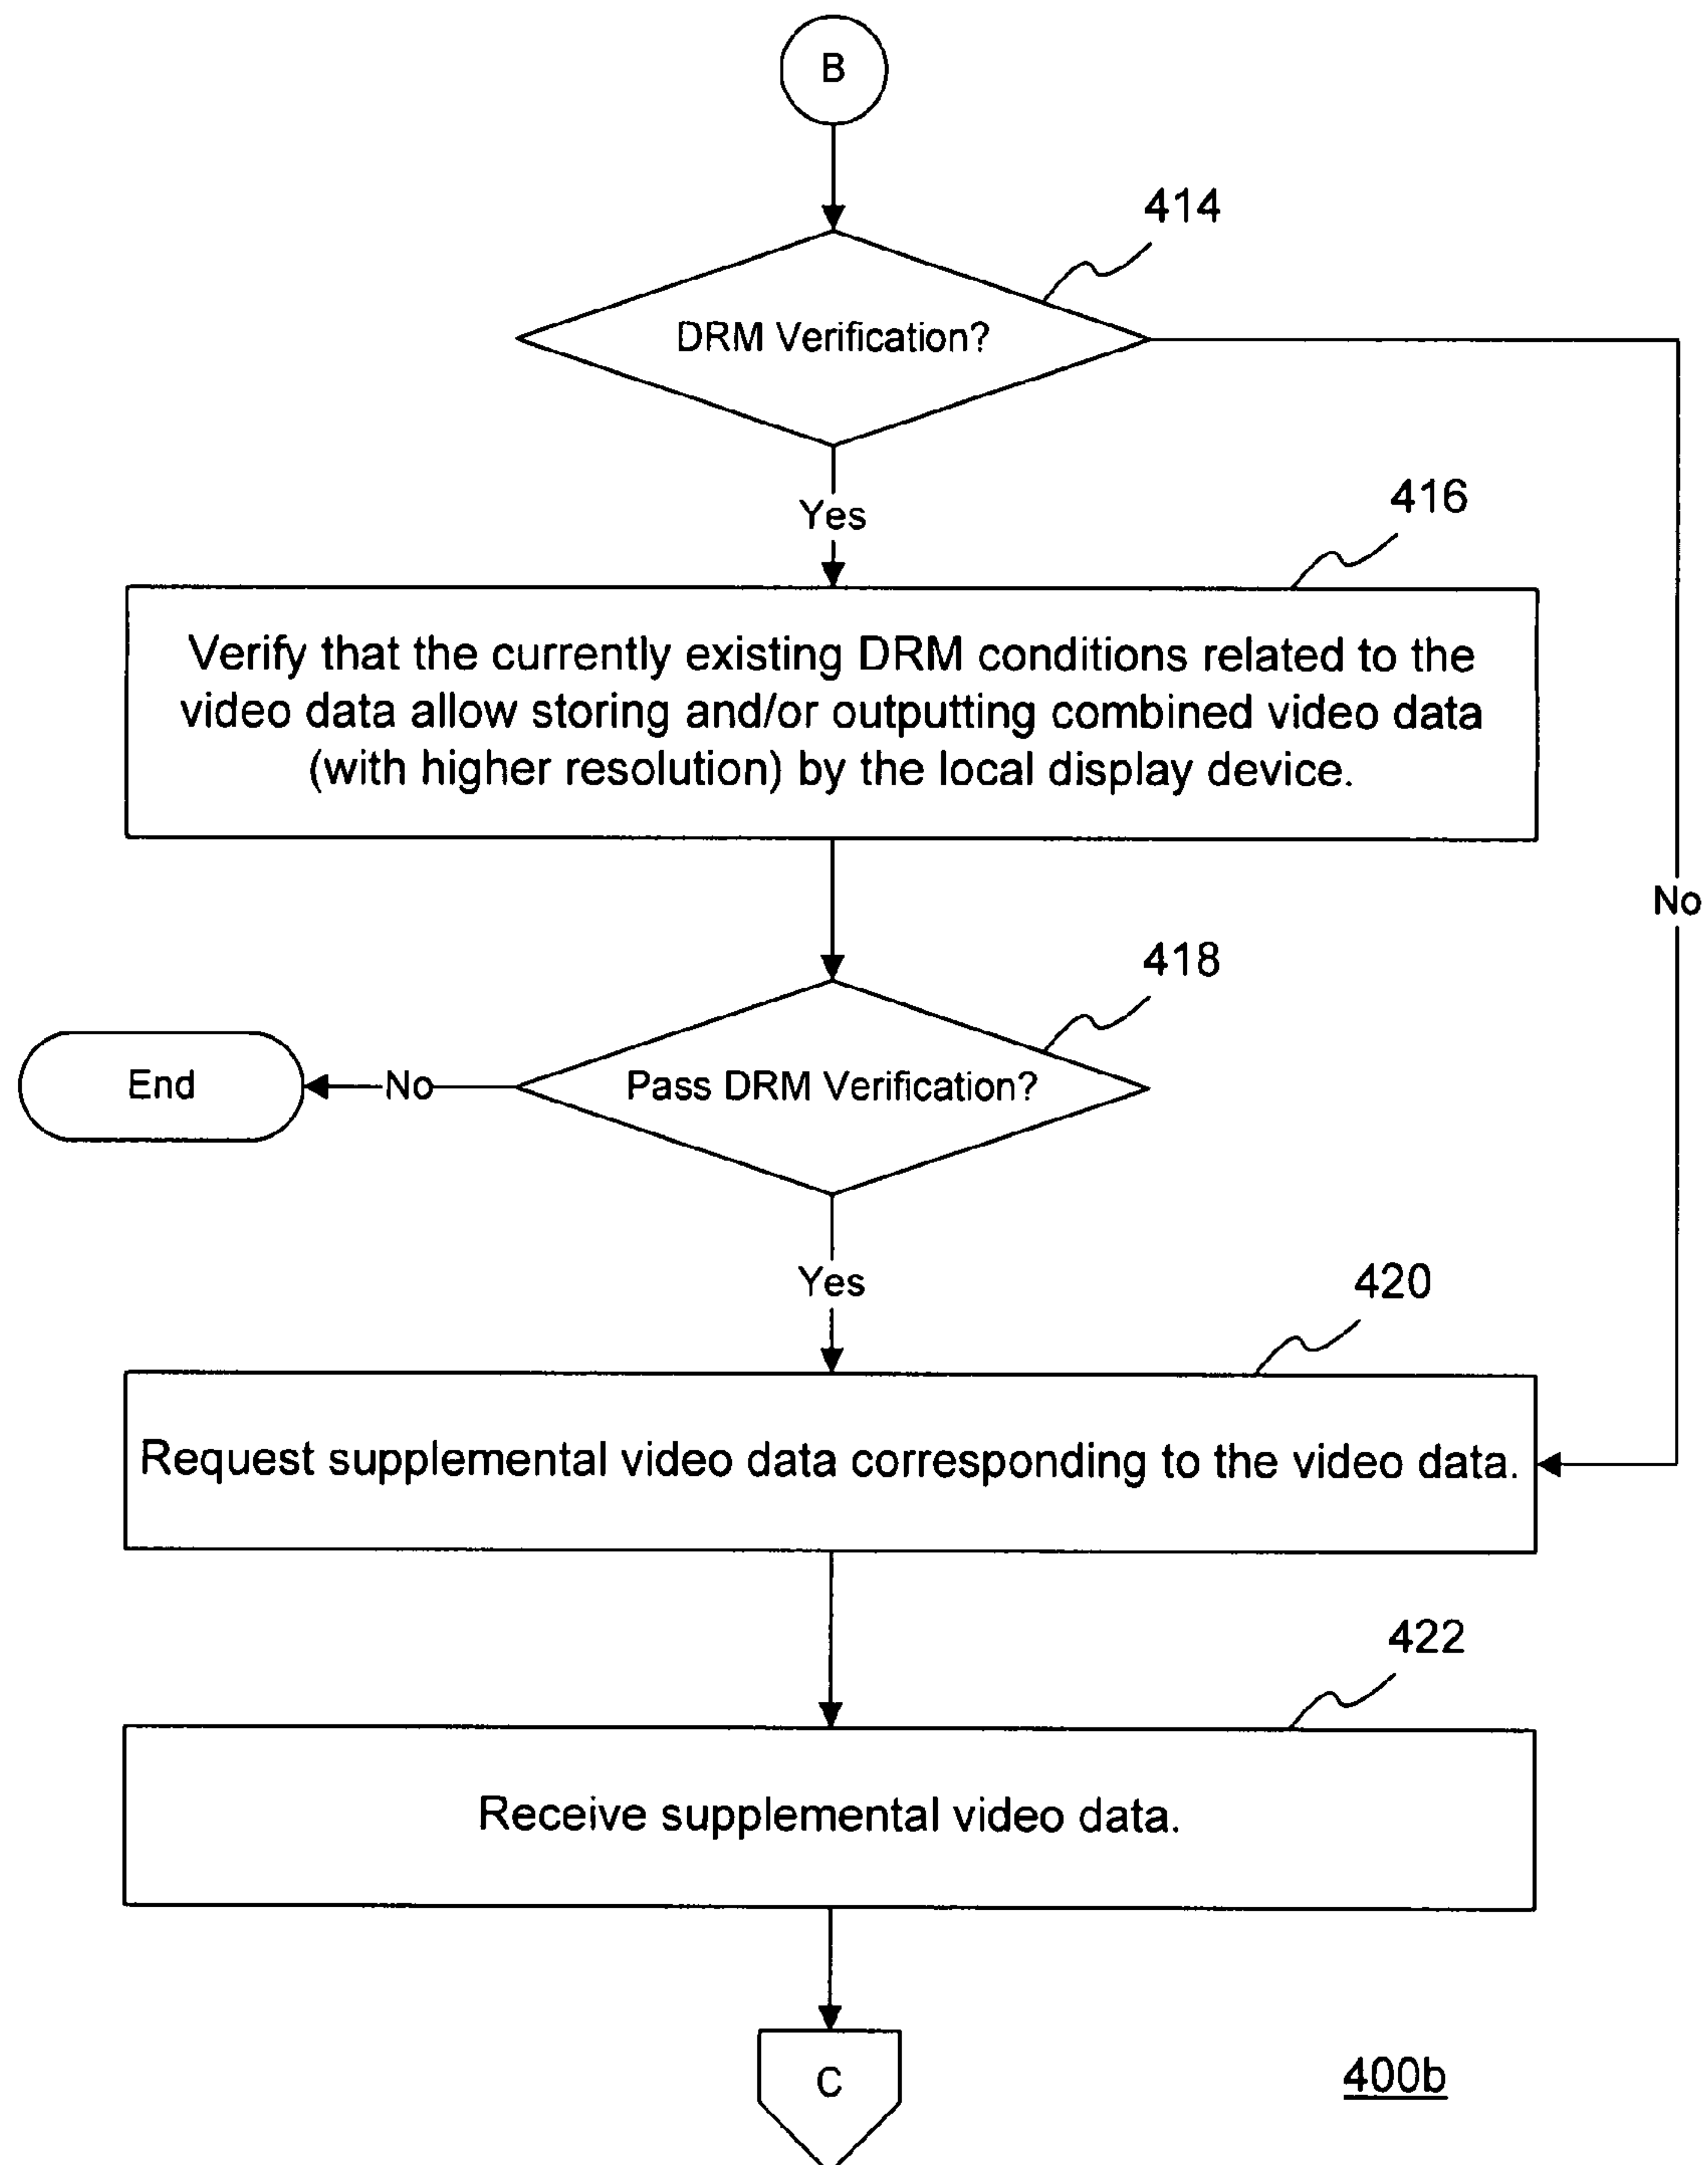 B
414
DRM Verification?
Yes
416
Verify that the currently existing DRM conditions related to the
video data allow storing and/or outputting combined video data
(with higher resolution) by the local display device.
No
418
Pass DRM Verification?
No
End
Yes
420
Request supplemental video data corresponding to the video data.
422
Receive supplemental video data.
C
400b